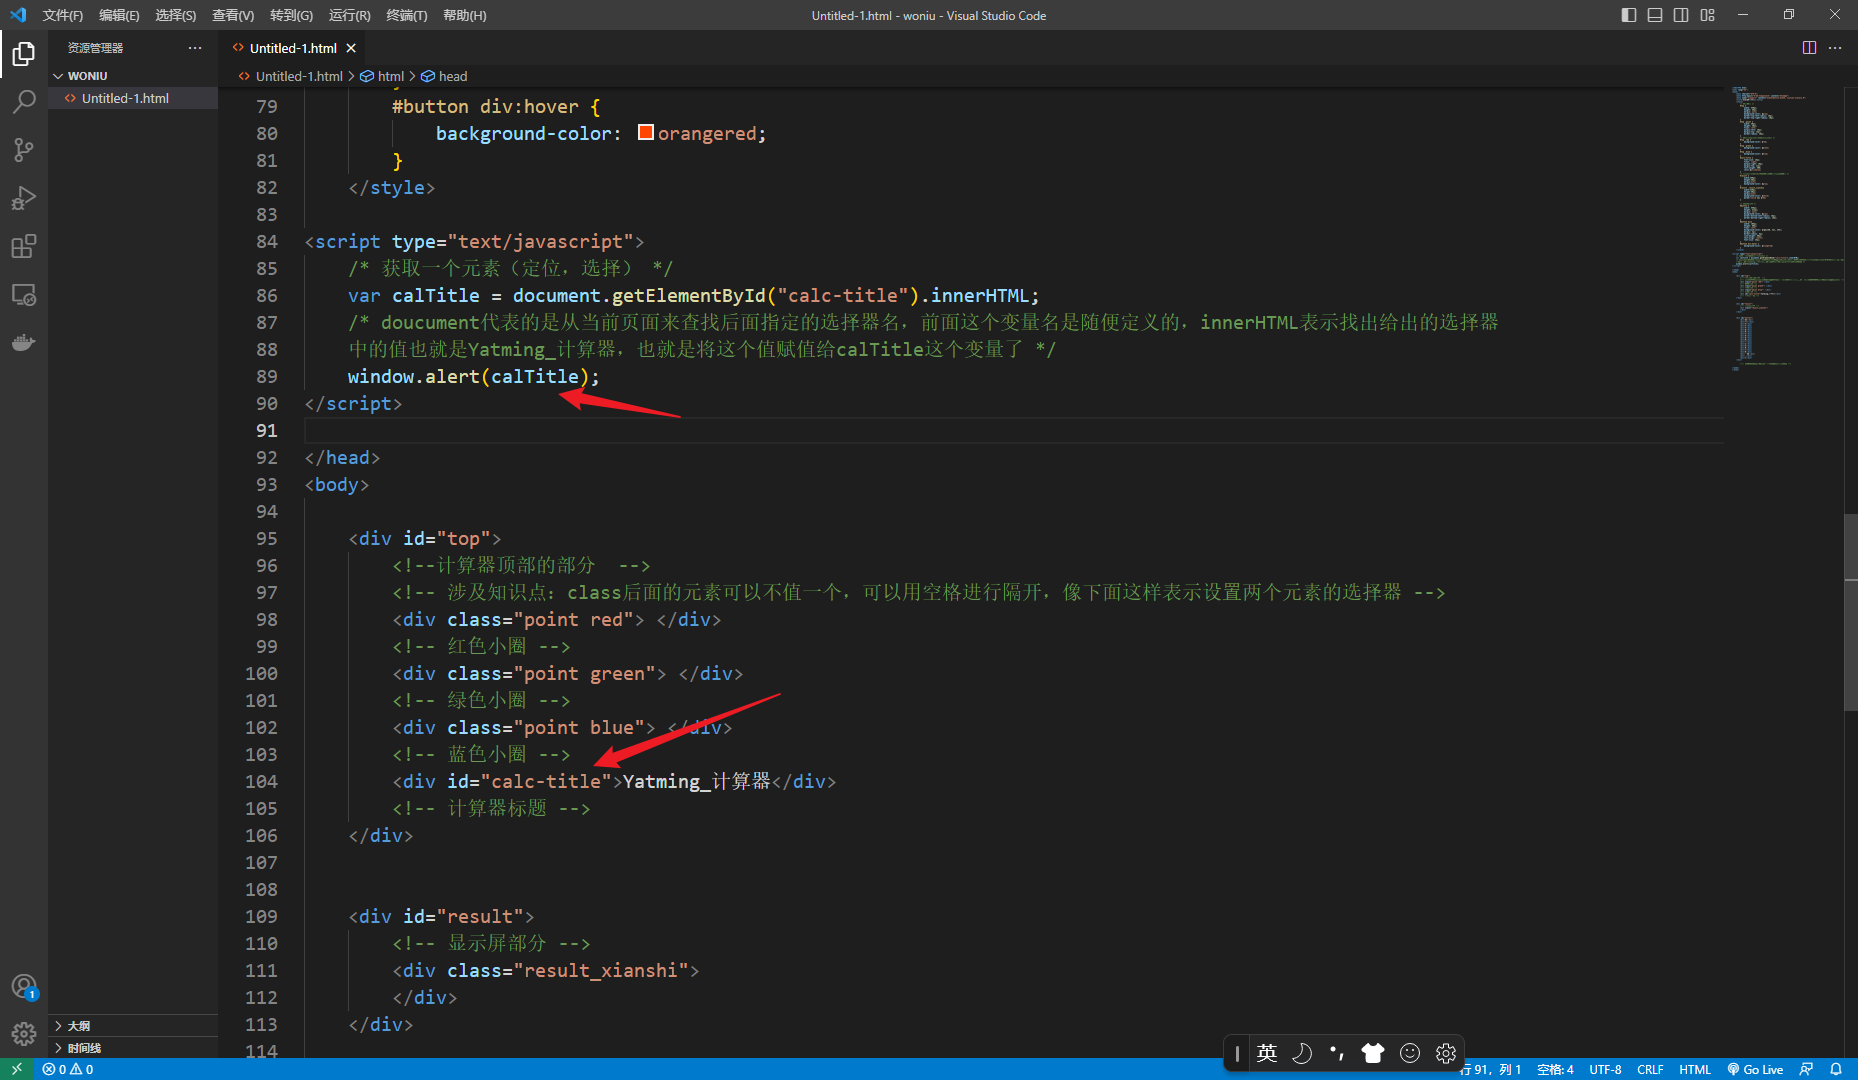 文件(F) 编辑(E) 选择(S) 查看(V) 转到(G) 运行(R) 终端(T) 帮助(H)
Untitled-1.html - woniu - Visual Studio Code
资源管理器 ···
WONIU
<> Untitled-1.html
<> Untitled-1.html ×
<> Untitled-1.html > html > head
79 #button div:hover {
80 background-color: orangered;
81 }
82 </style>
83
84 <script type="text/javascript">
85 /* 获取一个元素（定位，选择） */
86 var calTitle = document.getElementById("calc-title").innerHTML;
87 /* doucument代表的是从当前页面来查找后面指定的选择器名，前面这个变量名是随便定义的，innerHTML表示找出给出的选择器
88 中的值也就是Yatming_计算器，也就是将这个值赋值给calTitle这个变量了 */
89 window.alert(calTitle);
90 </script>
91
92 </head>
93 <body>
94
95 <div id="top">
96 <!--计算器顶部的部分  -->
97 <!-- 涉及知识点：class后面的元素可以不值一个，可以用空格进行隔开，像下面这样表示设置两个元素的选择器 -->
98 <div class="point red"> </div>
99 <!-- 红色小圈 -->
100 <div class="point green"> </div>
101 <!-- 绿色小圈 -->
102 <div class="point blue"> </div>
103 <!-- 蓝色小圈 -->
104 <div id="calc-title">Yatming_计算器</div>
105 <!-- 计算器标题 -->
106 </div>
107
108
109 <div id="result">
110 <!-- 显示屏部分 -->
111 <div class="result_xianshi">
112 </div>
113 </div>
114
1
大纲
时间线
英
0 0 行 91，列 1 空格: 4 UTF-8 CRLF HTML Go Live